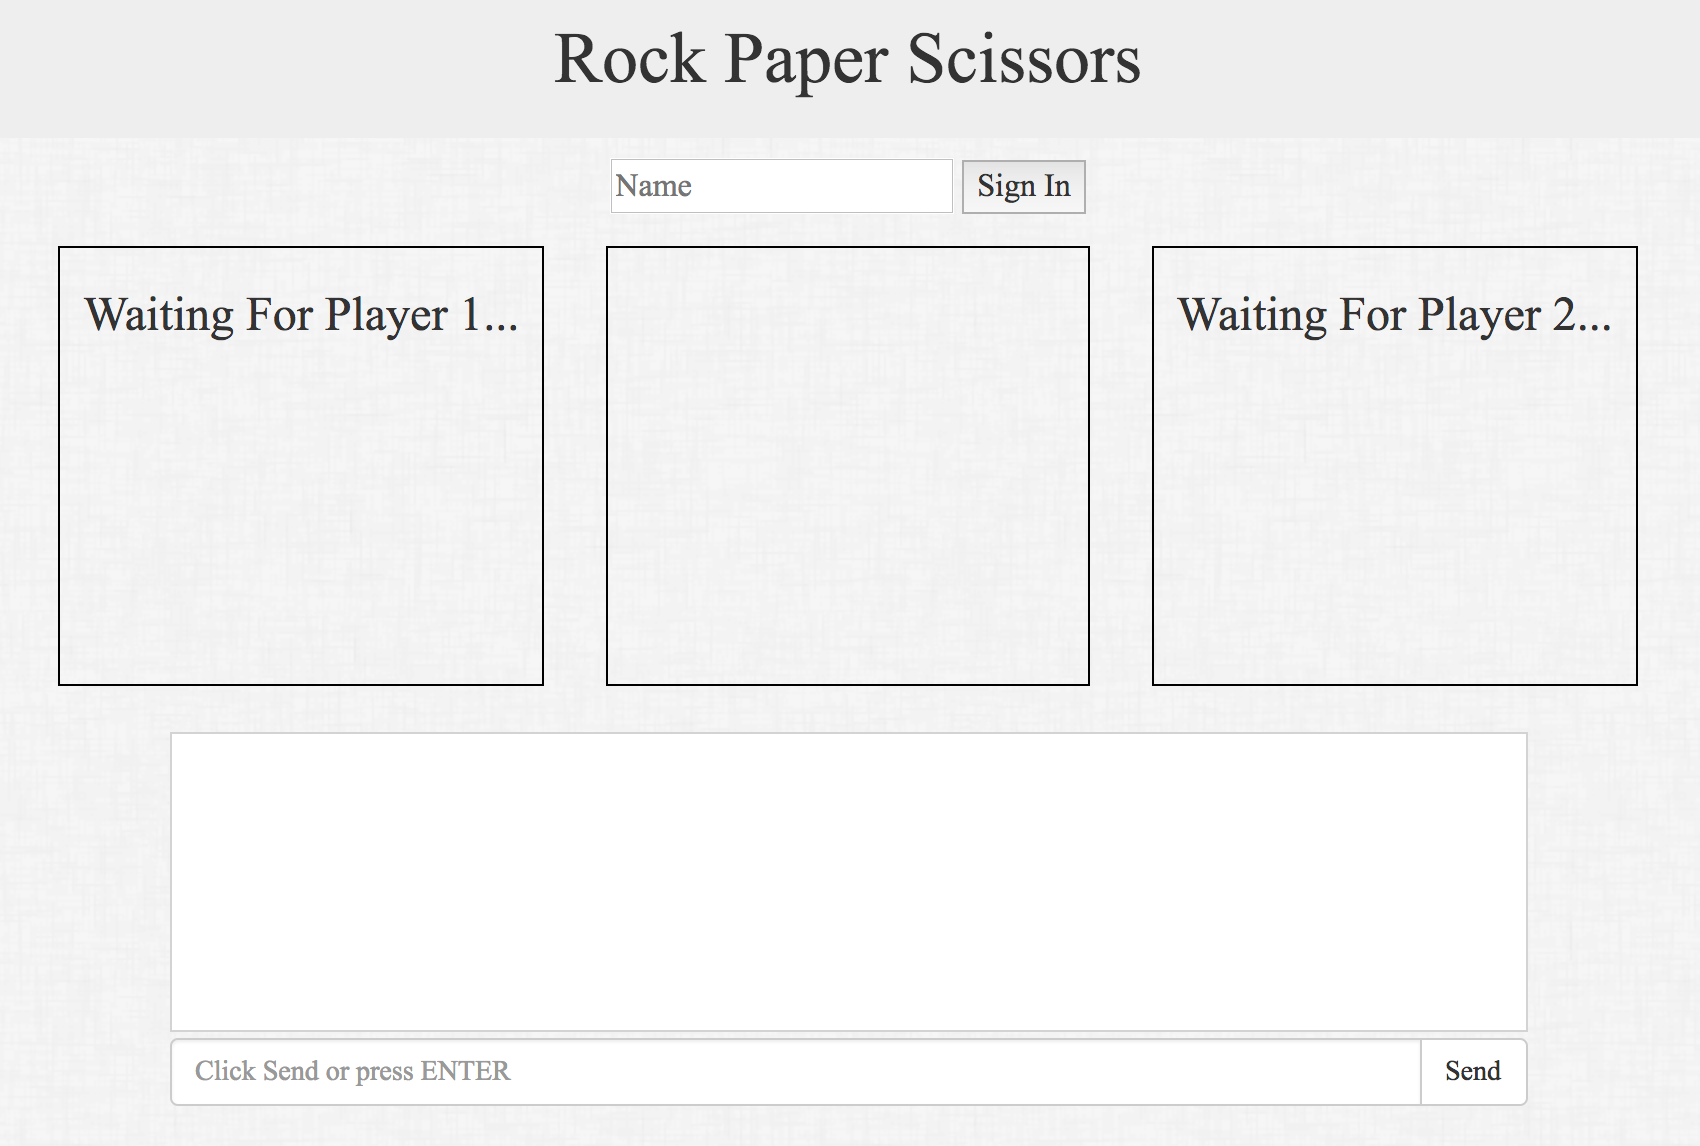 Rock Paper Scissors
Name
Sign In
Waiting For Player 1...
Waiting For Player 2...
Click Send or press ENTER
Send